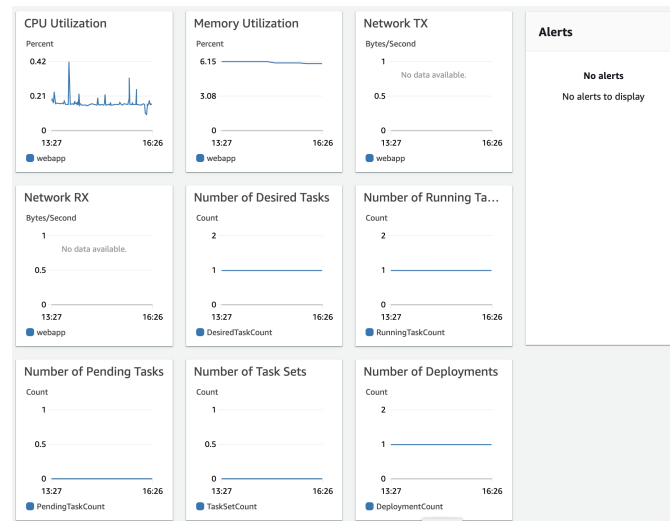 CPU Utilization
Percent
0.42
0.21
0
13:27 16:26
webapp
Memory Utilization
Percent
6.15
3.08
0
13:27 16:26
webapp
Network TX
Bytes/Second
1
No data available.
0.5
0
13:27 16:26
webapp
Alerts
No alerts
No alerts to display
Network RX
Bytes/Second
1
No data available.
0.5
0
13:27 16:26
webapp
Number of Desired Tasks
Count
2
1
0
13:27 16:26
DesiredTaskCount
Number of Running Ta...
Count
2
1
0
13:27 16:26
RunningTaskCount
Number of Pending Tasks
Count
1
0.5
0
13:27 16:26
PendingTaskCount
Number of Task Sets
Count
1
0.5
0
13:27 16:26
TaskSetCount
Number of Deployments
Count
2
1
0
13:27 16:26
DeploymentCount